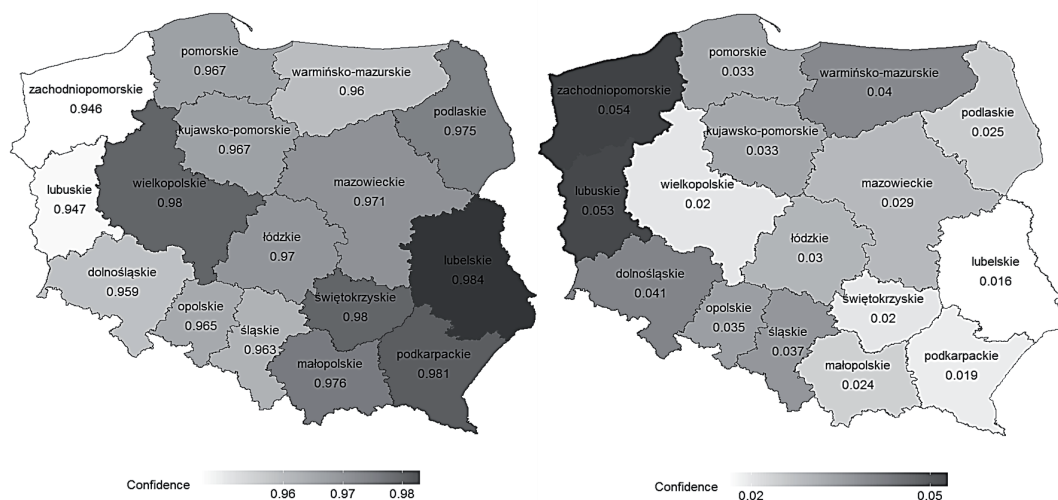 pomorskie
0.967
warmińsko-mazurskie
0.96
zachodniopomorskie
0.946
podlaskie
0.975
kujawsko-pomorskie
0.967
wielkopolskie
0.98
lubuskie
0.947
mazowieckie
0.971
łódzkie
0.97
lubelskie
0.984
dolnośląskie
0.959
opolskie
0.965
śląskie
0.963
świętokrzyskie
0.98
małopolskie
0.976
podkarpackie
0.981
Confidence
0.96 0.97 0.98
pomorskie
0.033
warmińsko-mazurskie
0.04
zachodniopomorskie
0.054
podlaskie
0.025
kujawsko-pomorskie
0.033
wielkopolskie
0.02
lubuskie
0.053
mazowieckie
0.029
łódzkie
0.03
lubelskie
0.016
dolnośląskie
0.041
opolskie
0.035
śląskie
0.037
świętokrzyskie
0.02
małopolskie
0.024
podkarpackie
0.019
Confidence
0.02 0.05